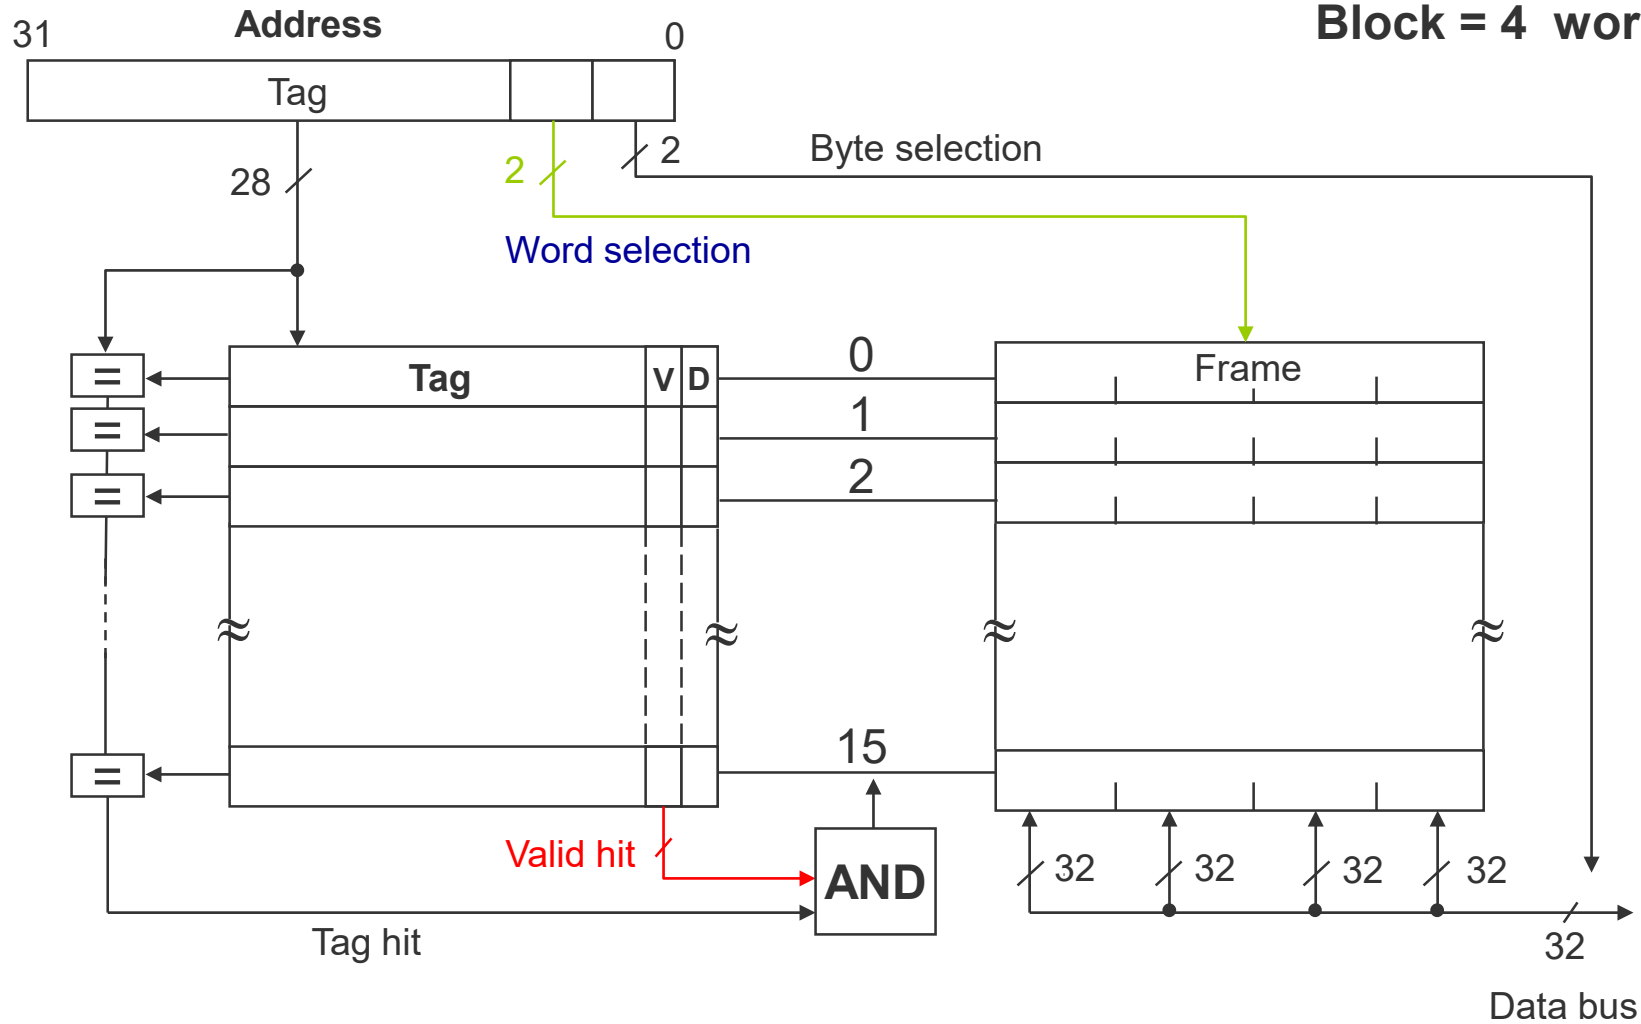 Address
Block = 4 wor
31
0
Tag
28
2
2
Byte selection
Word selection
=
Tag
V
D
0
Frame
=
1
=
2
≈
≈
≈
≈
=
15
Valid hit
AND
32
32
32
32
Tag hit
32
Data bus